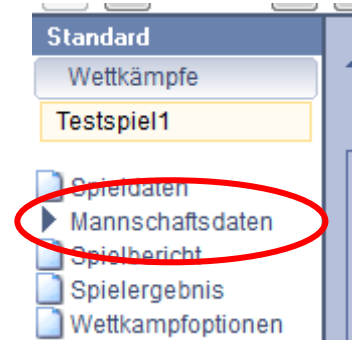 Standard
Wettkämpfe
Testspiel1
Spieldaten
Mannschaftsdaten
Spielbericht
Spielergebnis
Wettkampfoptionen